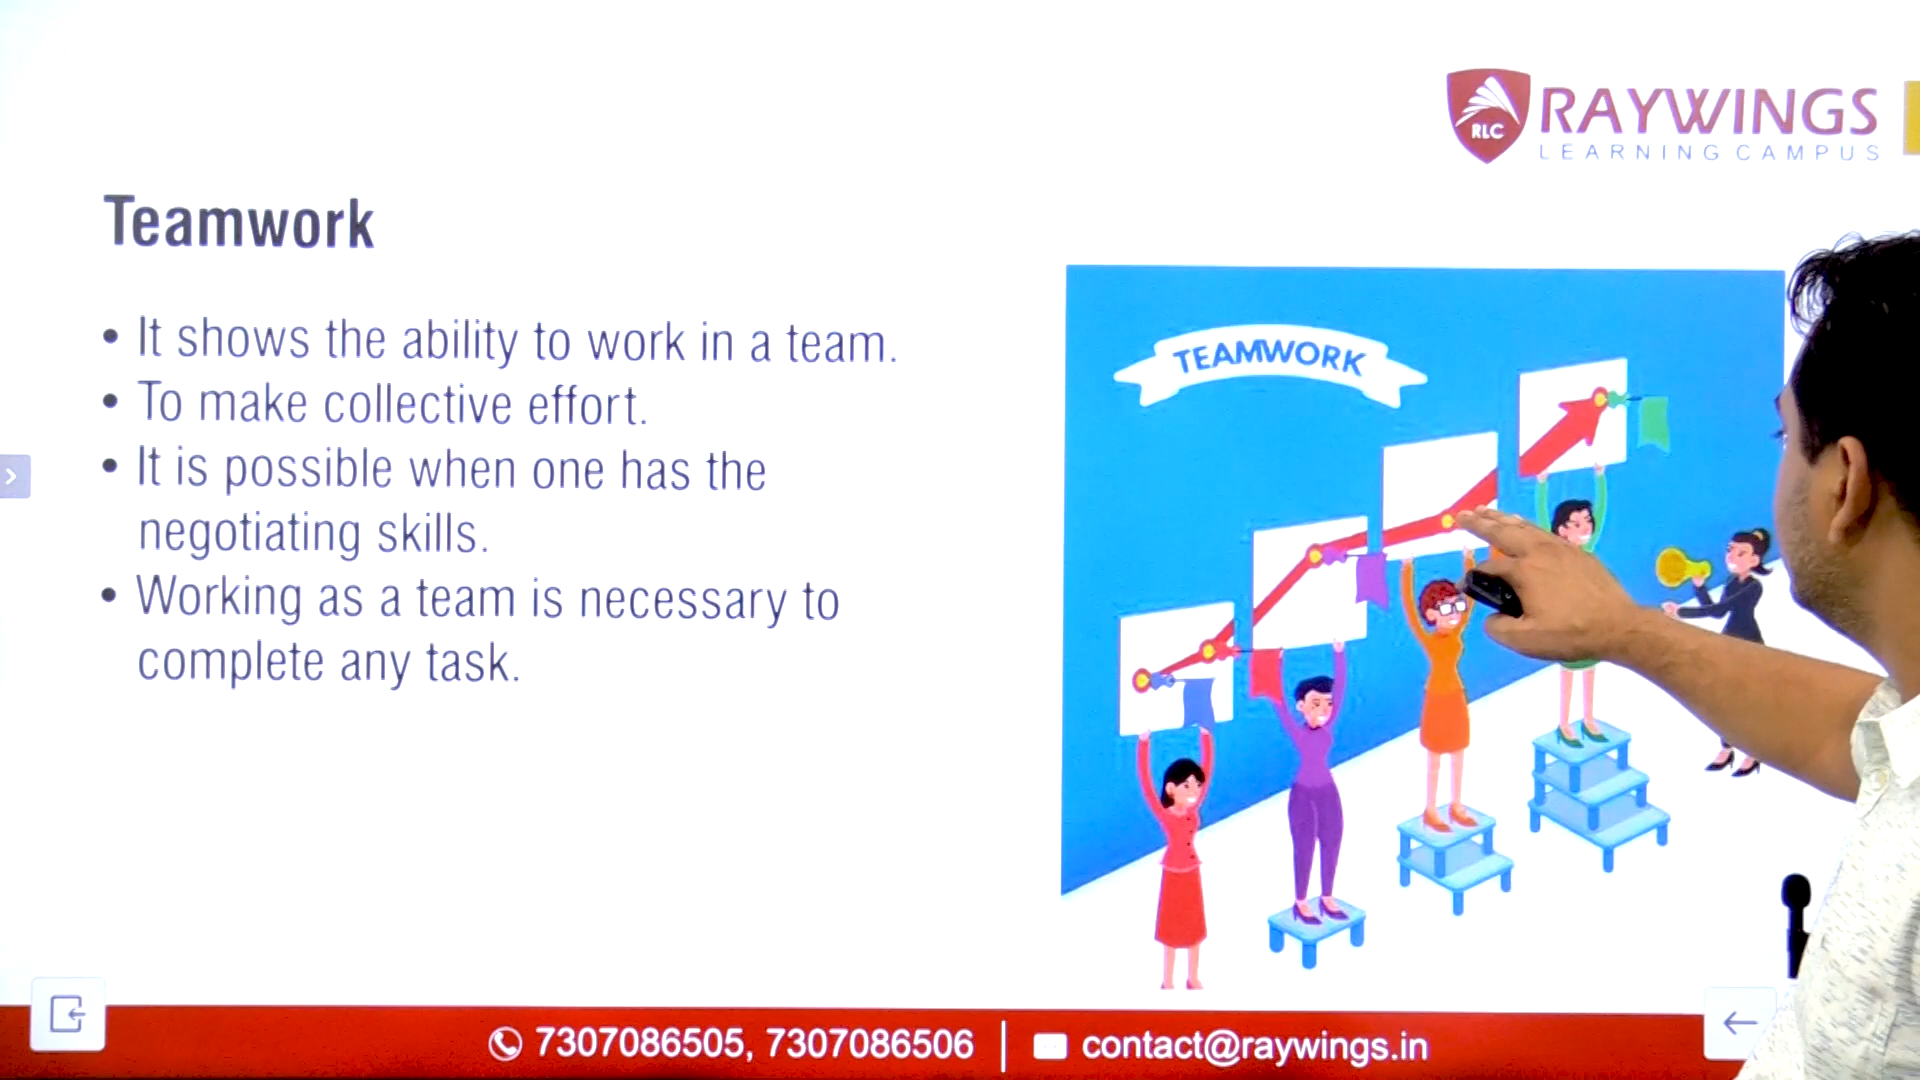 RLC
RAYWINGS
LEARNING CAMPUS
Teamwork
• It shows the ability to work in a team.
• To make collective effort.
• It is possible when one has the
negotiating skills.
• Working as a team is necessary to
complete any task.
TEAMWORK
7307086505, 7307086506 | contact@raywings.in